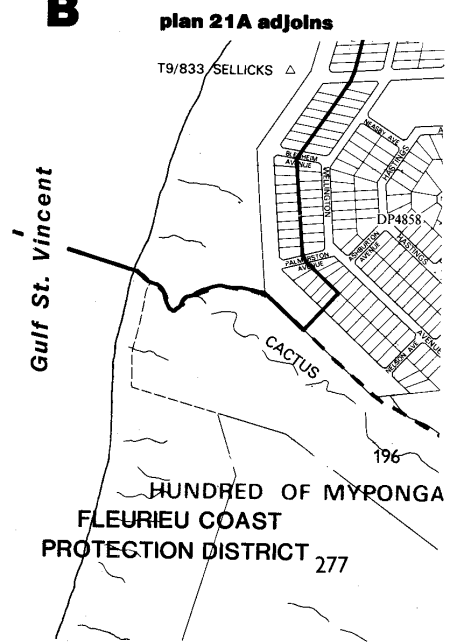 B
plan 21A adjoins
T9/833 SELLICKS
NEASBY AVE
HASTINGS
BLENHEIM
AVENUE
WELLINGTON
DP4858
Gulf St. Vincent
ASHBURTON
AVENUE
HASTINGS
PALMERSTON
AVENUE
AVENUE
NELSON AVE
CACTUS
196
HUNDRED OF MYPONGA
FLEURIEU COAST
PROTECTION DISTRICT
277